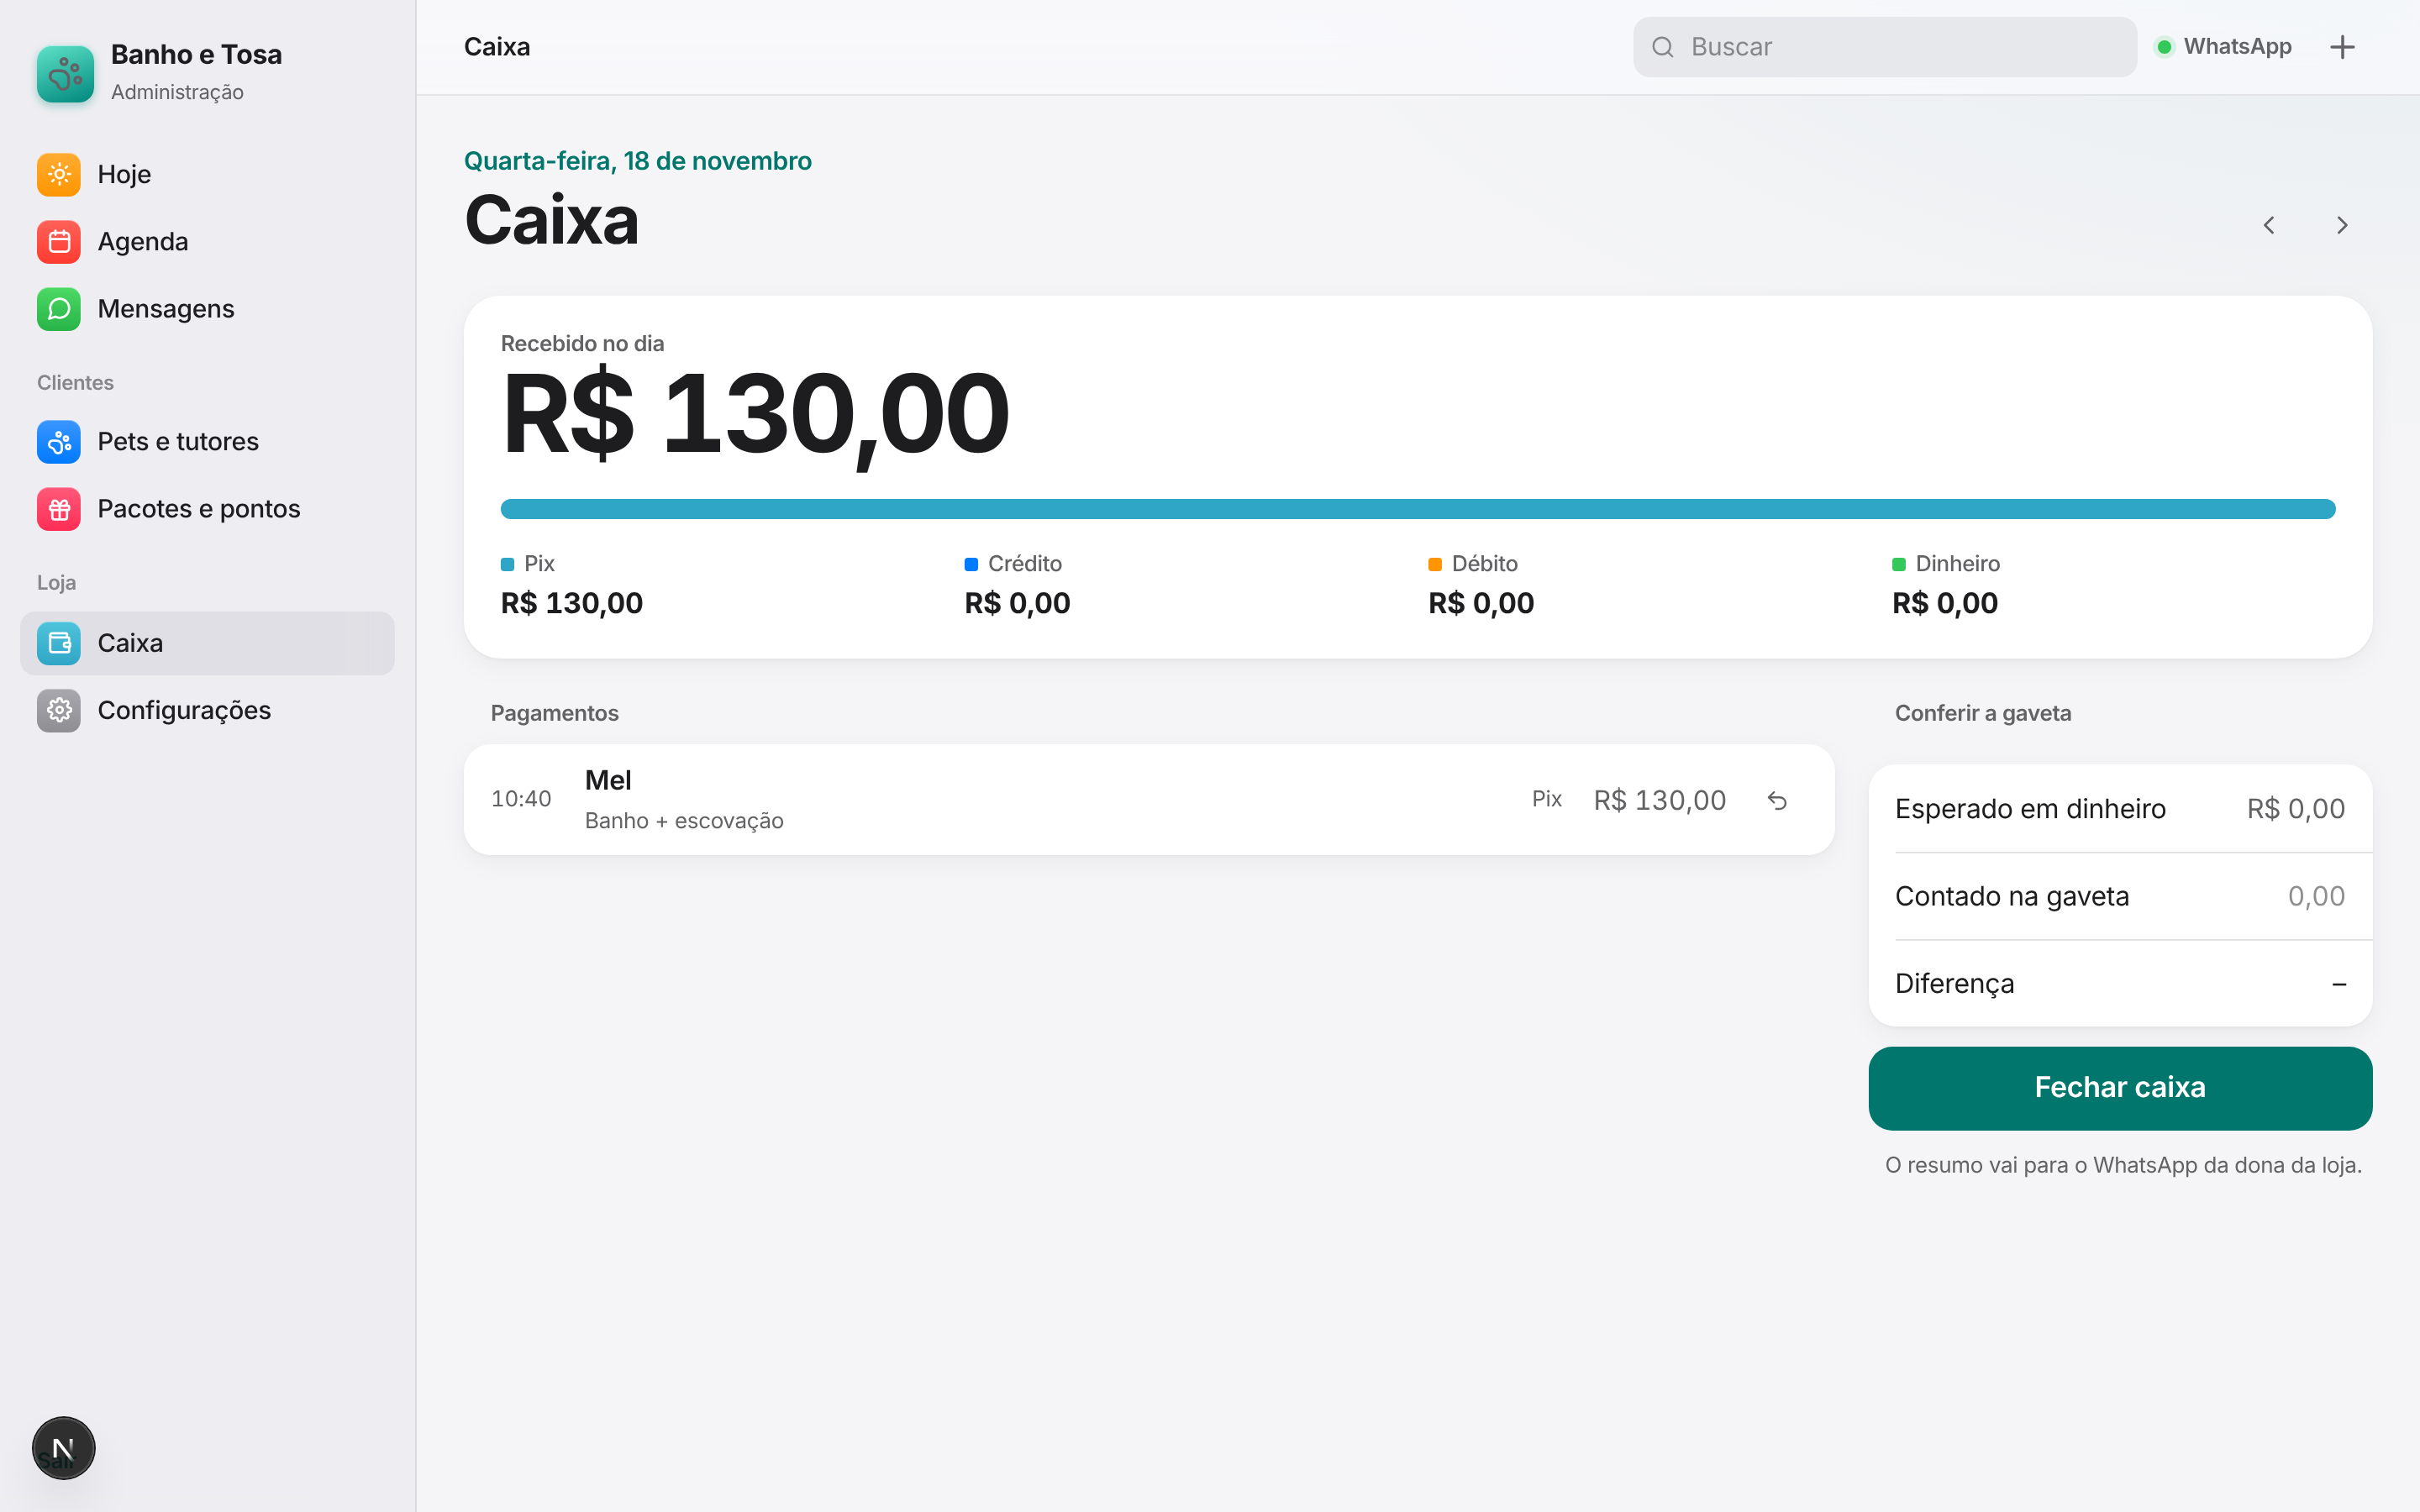 Banho e Tosa
Administração
Hoje
Agenda
Mensagens
Clientes
Pets e tutores
Pacotes e pontos
Loja
Caixa
Configurações
N
Caixa
Buscar
WhatsApp
Quarta-feira, 18 de novembro
Caixa
Recebido no dia
R$ 130,00
Pix
R$ 130,00
Crédito
R$ 0,00
Débito
R$ 0,00
Dinheiro
R$ 0,00
Pagamentos
10:40
Mel
Banho + escovação
Pix
R$ 130,00
Conferir a gaveta
Esperado em dinheiro R$ 0,00
Contado na gaveta 0,00
Diferença –
Fechar caixa
O resumo vai para o WhatsApp da dona da loja.